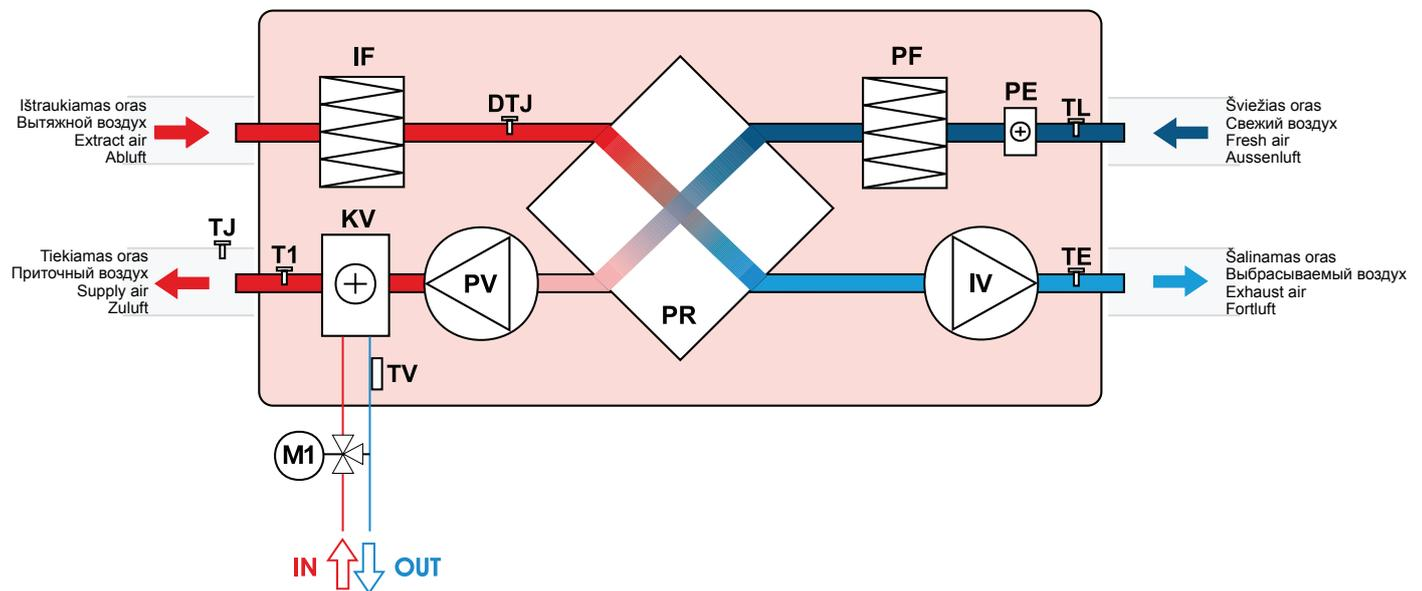 IF
PF
DTJ
PE
TL
Ištraukiamas oras
Вытяжной воздух
Extract air
Abluft
Šviežias oras
Свежий воздух
Fresh air
Aussenluft
TJ
KV
T1
PV
IV
TE
PR
Tiekiamas oras
Приточный воздух
Supply air
Zuluft
Šalinamas oras
Выбрасываемый воздух
Exhaust air
Fortluft
TV
M1
IN
OUT